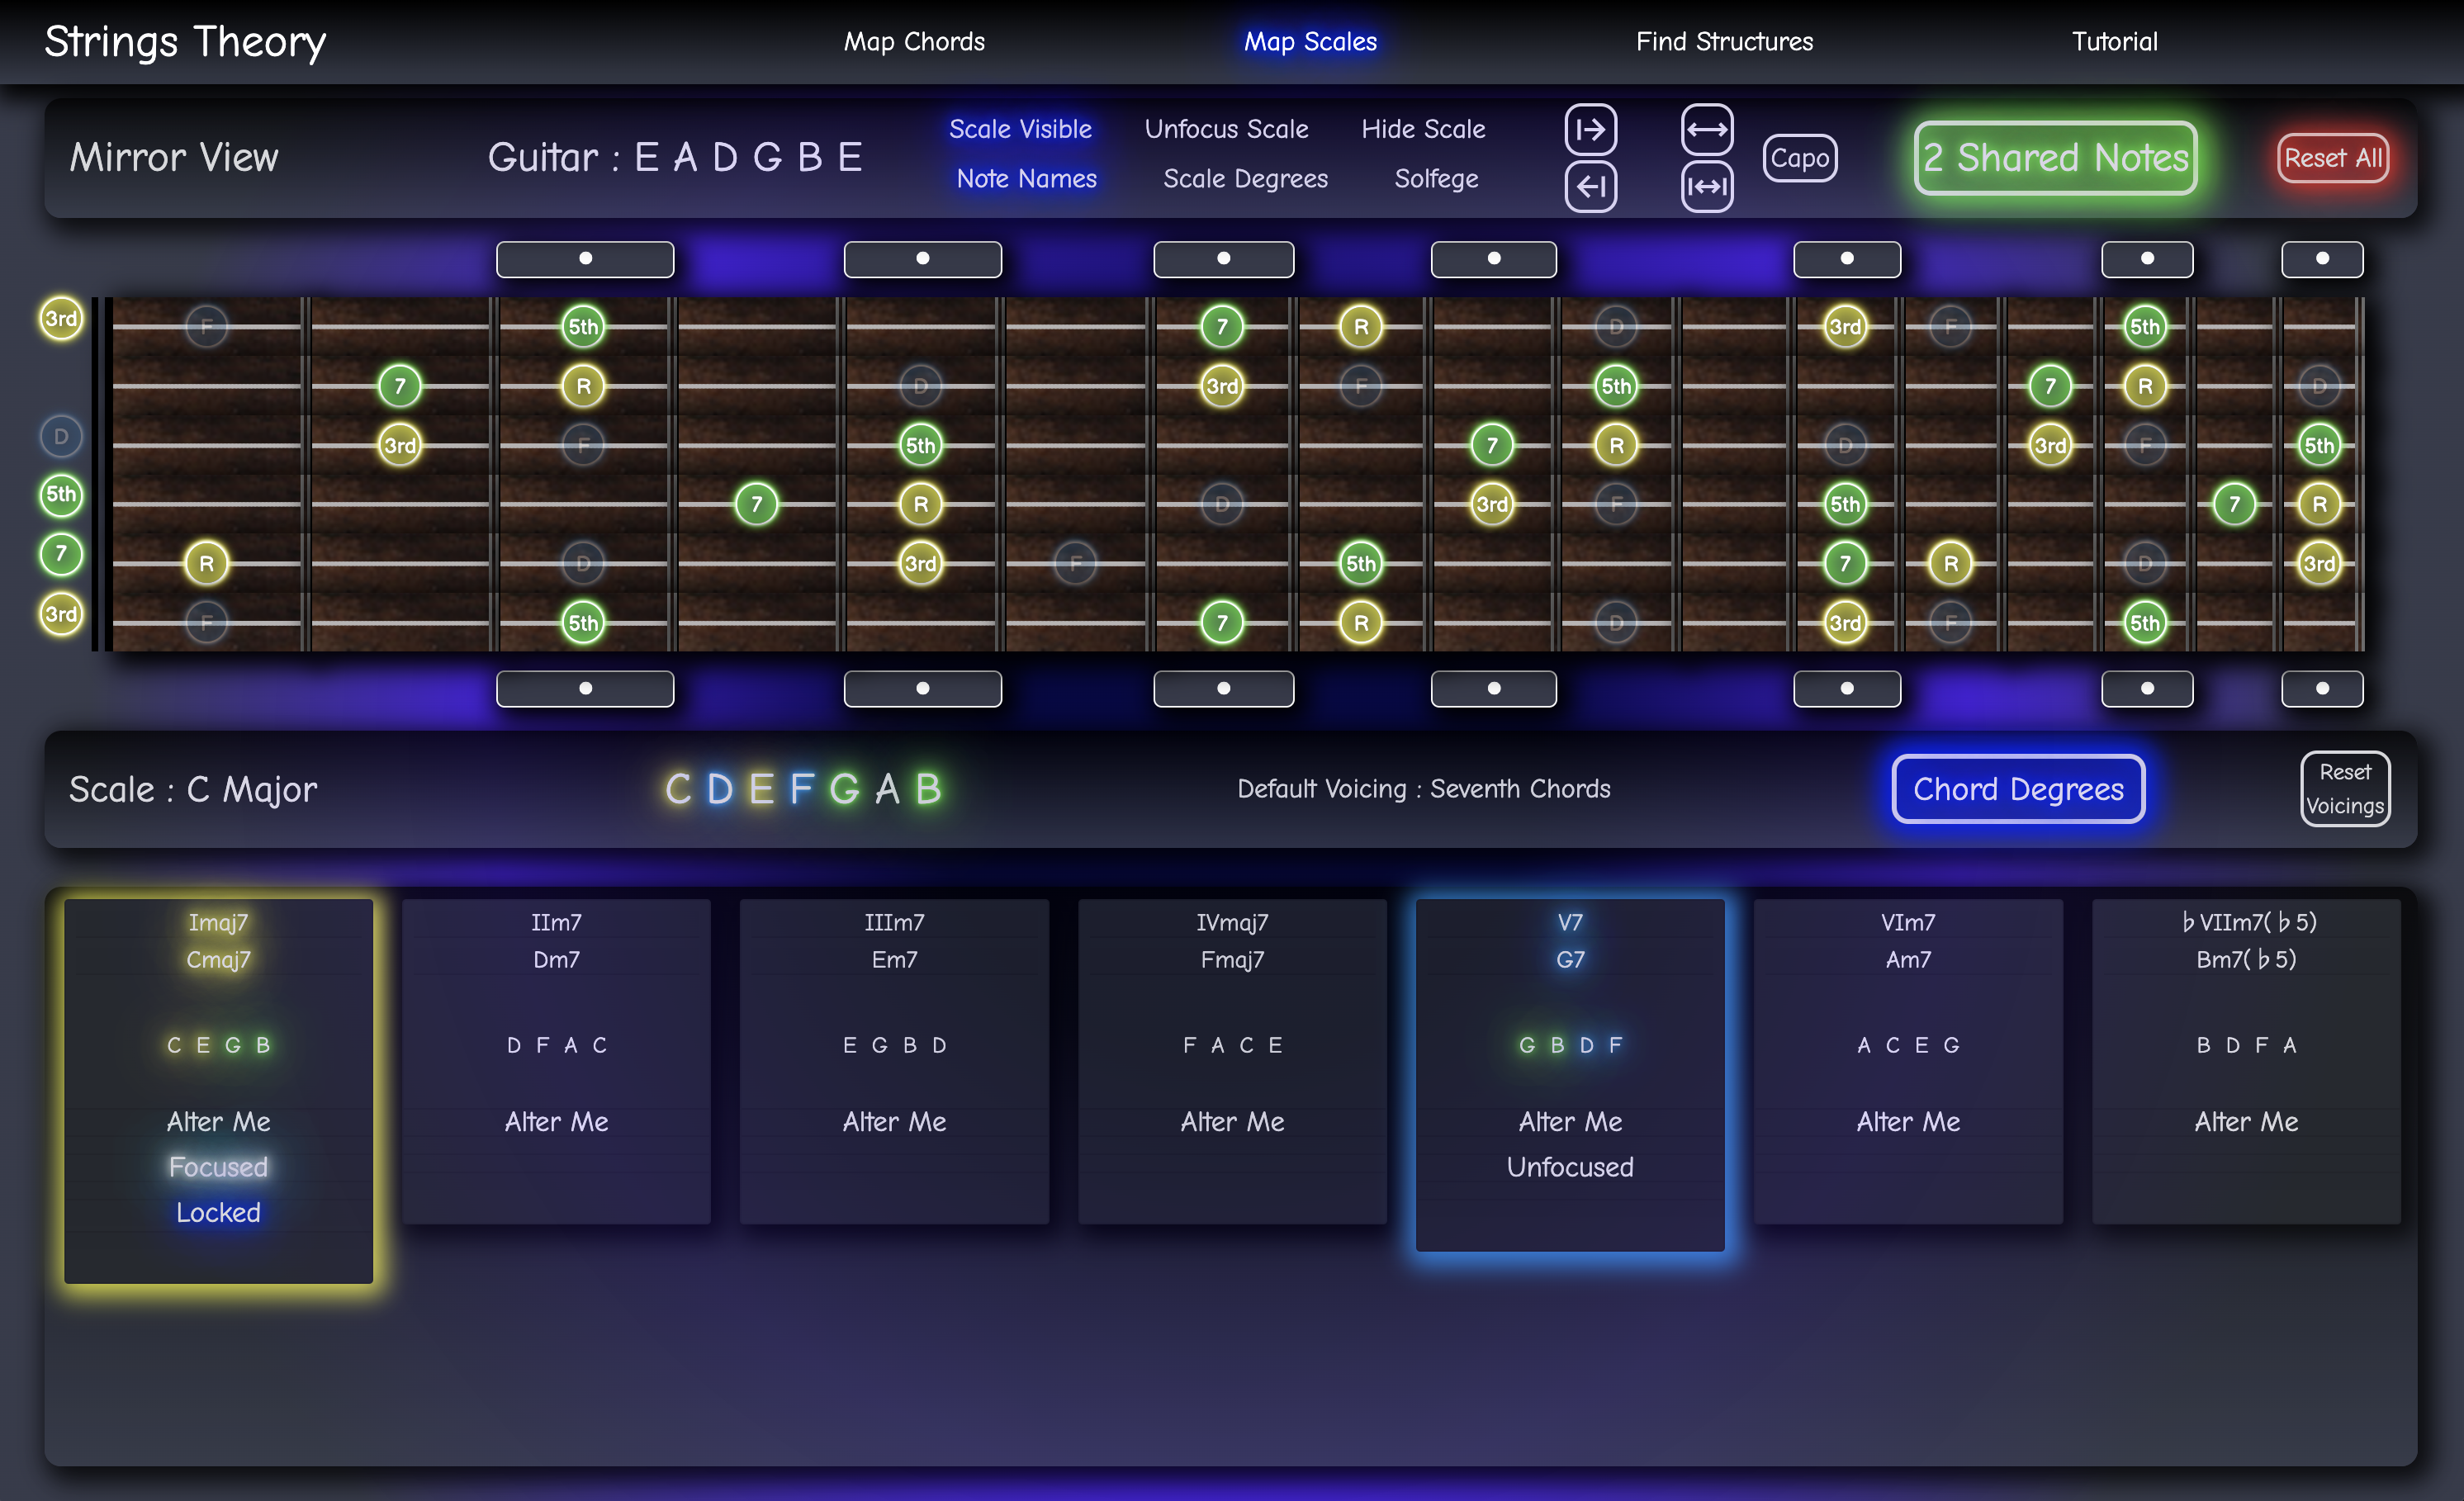 Strings Theory Map Chords Map Scales Find Structures Tutorial
Mirror View Guitar : E A D G B E
Scale Visible Unfocus Scale Hide Scale
Note Names Scale Degrees Solfege
Capo 2 Shared Notes Reset All
3rd F 5th 7 R D 3rd F 5th
7 R D 3rd F 5th 7 R D
D 3rd F 5th 7 R D 3rd F 5th
5th 7 R D 3rd F 5th 7 R
7 R D 3rd F 5th 7 R D 3rd
3rd F 5th 7 R D 3rd F 5th
Scale : C Major C D E F G A B Default Voicing : Seventh Chords Chord Degrees Reset Voicings
Imaj7 IIm7 IIIm7 IVmaj7 V7 VIm7 ♭VIIm7(♭5)
Cmaj7 Dm7 Em7 Fmaj7 G7 Am7 Bm7(♭5)
C E G B D F A C E G B D F A C E G B D F A C E G B D F A
Alter Me Alter Me Alter Me Alter Me Alter Me Alter Me Alter Me
Focused Unfocused
Locked